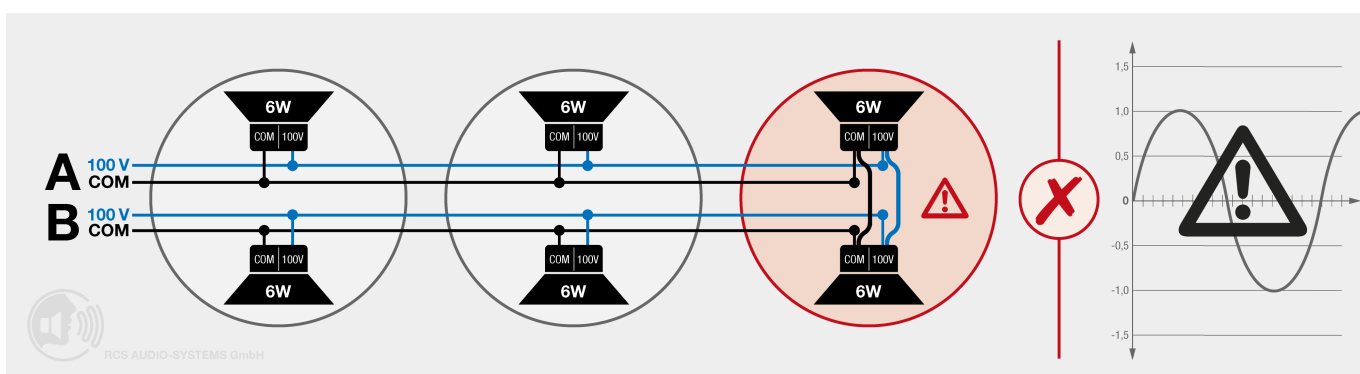 6W
COM 100V
6W
COM 100V
6W
COM 100V
A 100 V
COM
B 100 V
COM
COM 100V
6W
COM 100V
6W
COM 100V
6W
1,5
1,0
0,5
0
-0,5
-1,0
-1,5
RCS AUDIO-SYSTEMS GmbH